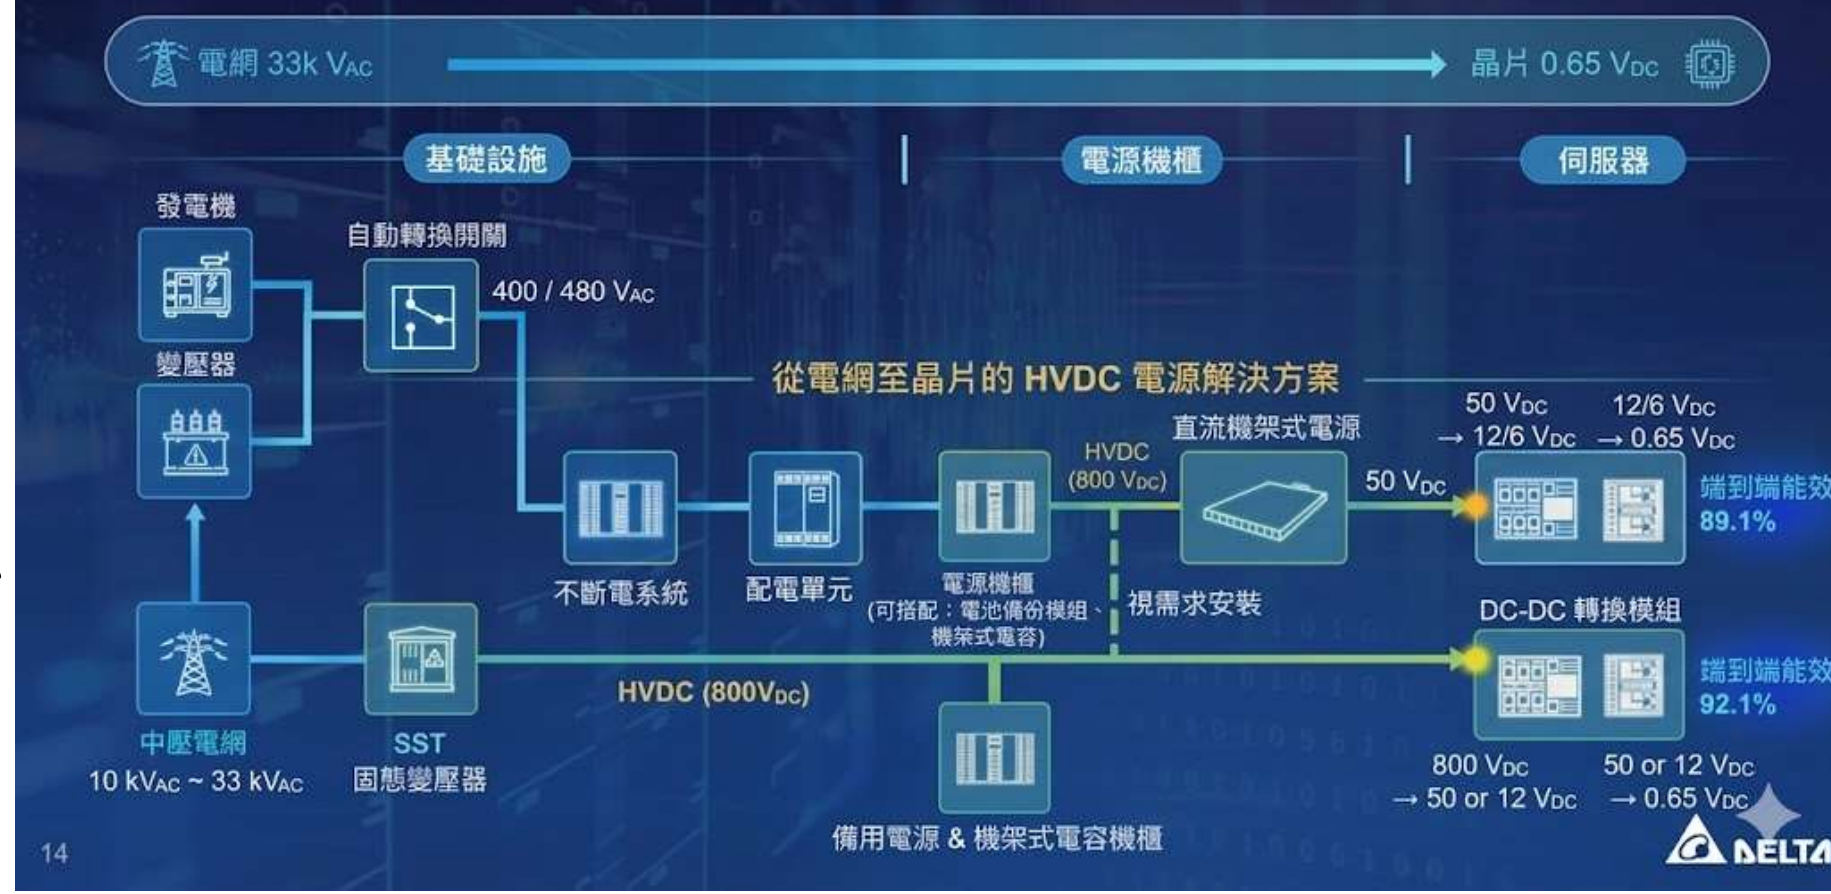 電網 33k VAC
晶片 0.65 VDC
基礎設施
電源機櫃
伺服器
發電機
自動轉換開關
400 / 480 VAC
變壓器
從電網至晶片的 HVDC 電源解決方案
直流機架式電源
50 VDC
→ 12/6 VDC
12/6 VDC
→ 0.65 VDC
HVDC
(800 VDC)
50 VDC
端到端能效
89.1%
不斷電系統
配電單元
電源機櫃
(可搭配：電池備份模組、
機架式電容)
視需求安裝
DC-DC 轉換模組
HVDC (800VDC)
端到端能效
92.1%
中壓電網
10 kVAC ~ 33 kVAC
SST
固態變壓器
800 VDC
→ 50 or 12 VDC
50 or 12 VDC
→ 0.65 VDC
備用電源 & 機架式電容機櫃
14
DELTA